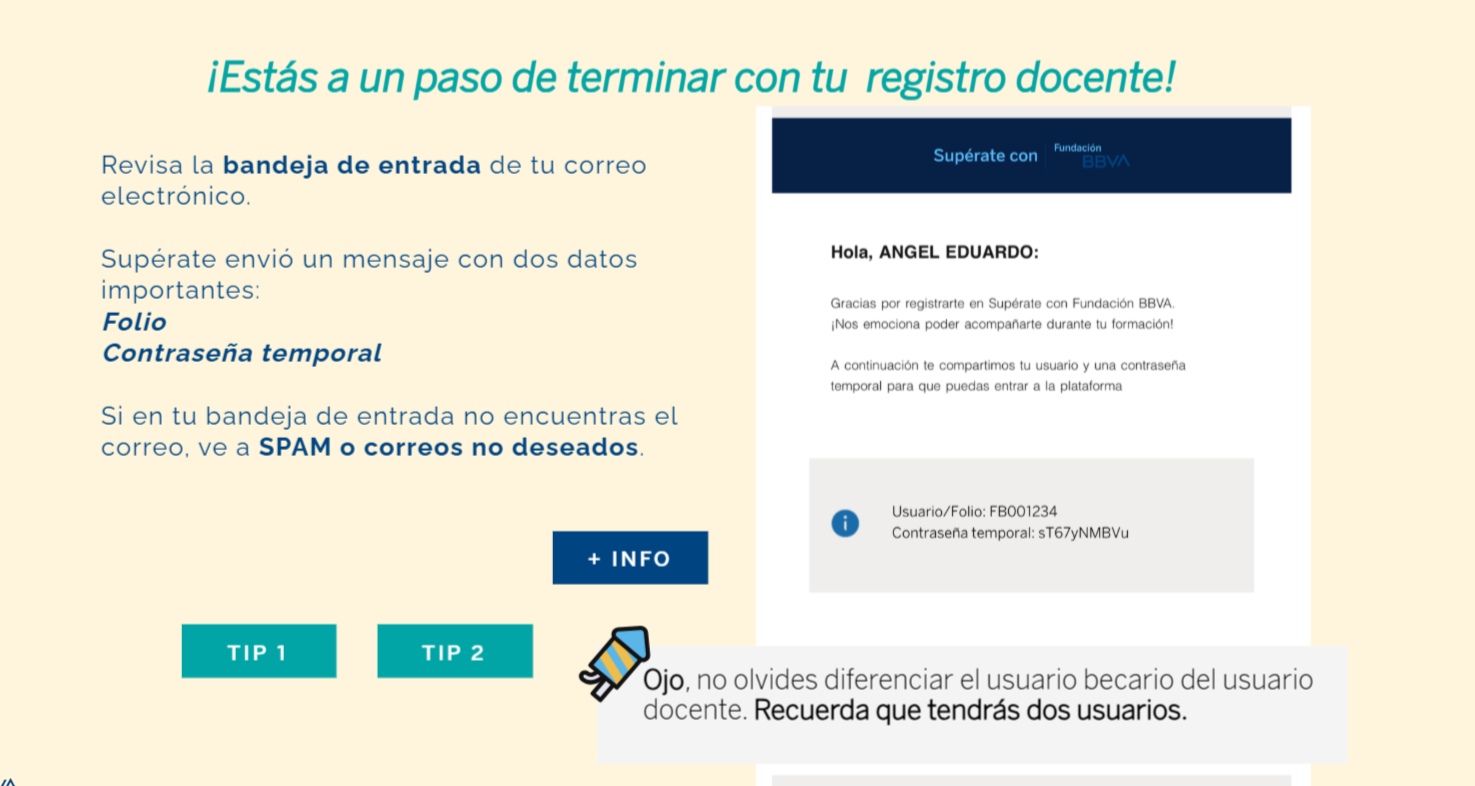 ¡Estás a un paso de terminar con tu registro docente!
Revisa la bandeja de entrada de tu correo
electrónico.
Supérate envió un mensaje con dos datos
importantes:
Folio
Contraseña temporal
Si en tu bandeja de entrada no encuentras el
correo, ve a SPAM o correos no deseados.
+ INFO
TIP 1
TIP 2
Supérate con
Fundación
BBVA
Hola, ANGEL EDUARDO:
Gracias por registrarte en Supérate con Fundación BBVA.
¡Nos emociona poder acompañarte durante tu formación!
A continuación te compartimos tu usuario y una contraseña
temporal para que puedas entrar a la plataforma
Usuario/Folio: FB001234
Contraseña temporal: sT67yNMBVu
Ojo, no olvides diferenciar el usuario becario del usuario
docente. Recuerda que tendrás dos usuarios.